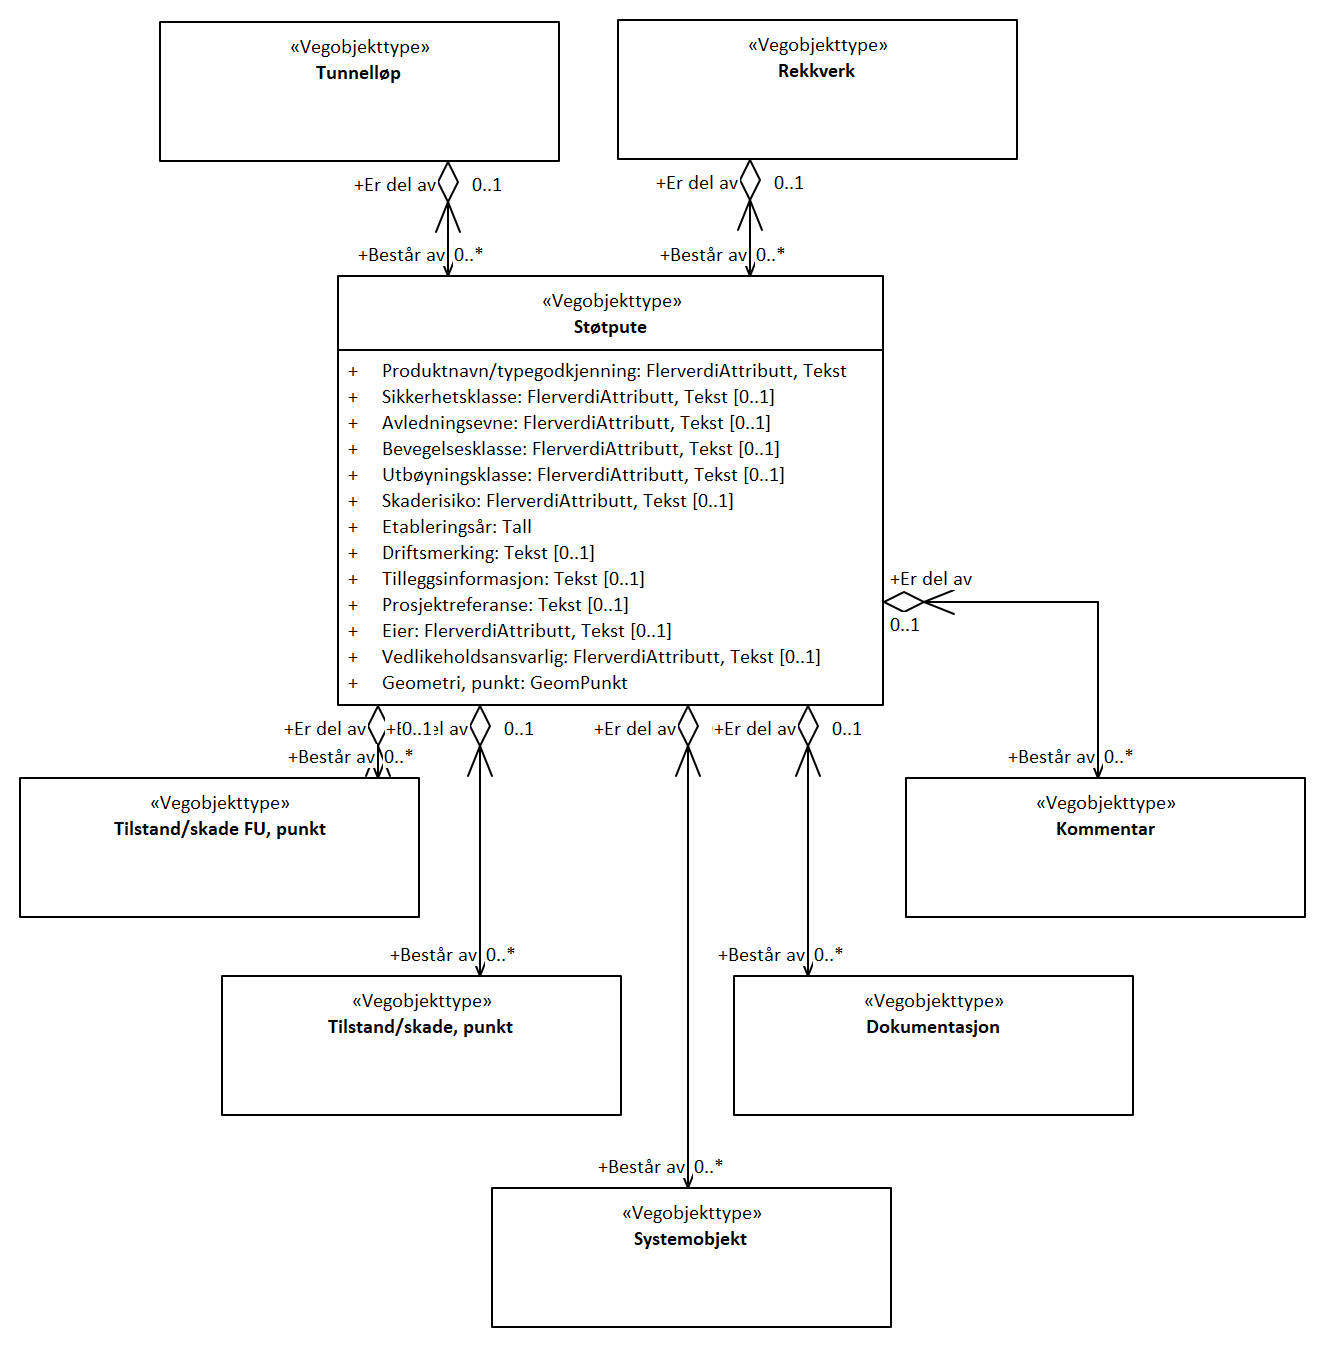 «Vegobjekttype»
Tunnelløp
«Vegobjekttype»
Rekkverk
+Er del av 0..1
+Er del av 0..1
+Består av 0..*
+Består av 0..*
«Vegobjekttype»
Støtpute
+ Produktnavn/typegodkjenning: FlerverdiAttributt, Tekst
+ Sikkerhetsklasse: FlerverdiAttributt, Tekst [0..1]
+ Avledningsevne: FlerverdiAttributt, Tekst [0..1]
+ Bevegelsesklasse: FlerverdiAttributt, Tekst [0..1]
+ Utbøyningsklasse: FlerverdiAttributt, Tekst [0..1]
+ Skaderisiko: FlerverdiAttributt, Tekst [0..1]
+ Etableringsår: Tall
+ Driftsmerking: Tekst [0..1]
+ Tilleggsinformasjon: Tekst [0..1]
+ Prosjektreferanse: Tekst [0..1]
+ Eier: FlerverdiAttributt, Tekst [0..1]
+ Vedlikeholdsansvarlig: FlerverdiAttributt, Tekst [0..1]
+ Geometri, punkt: GeomPunkt
+Er del av
0..1
+Er del av 0..1 av 0..1
+Er del av
+Er del av 0..1
+Består av 0..*
+Består av 0..*
«Vegobjekttype»
Tilstand/skade FU, punkt
«Vegobjekttype»
Kommentar
+Består av 0..*
+Består av 0..*
«Vegobjekttype»
Tilstand/skade, punkt
«Vegobjekttype»
Dokumentasjon
+Består av 0..*
«Vegobjekttype»
Systemobjekt